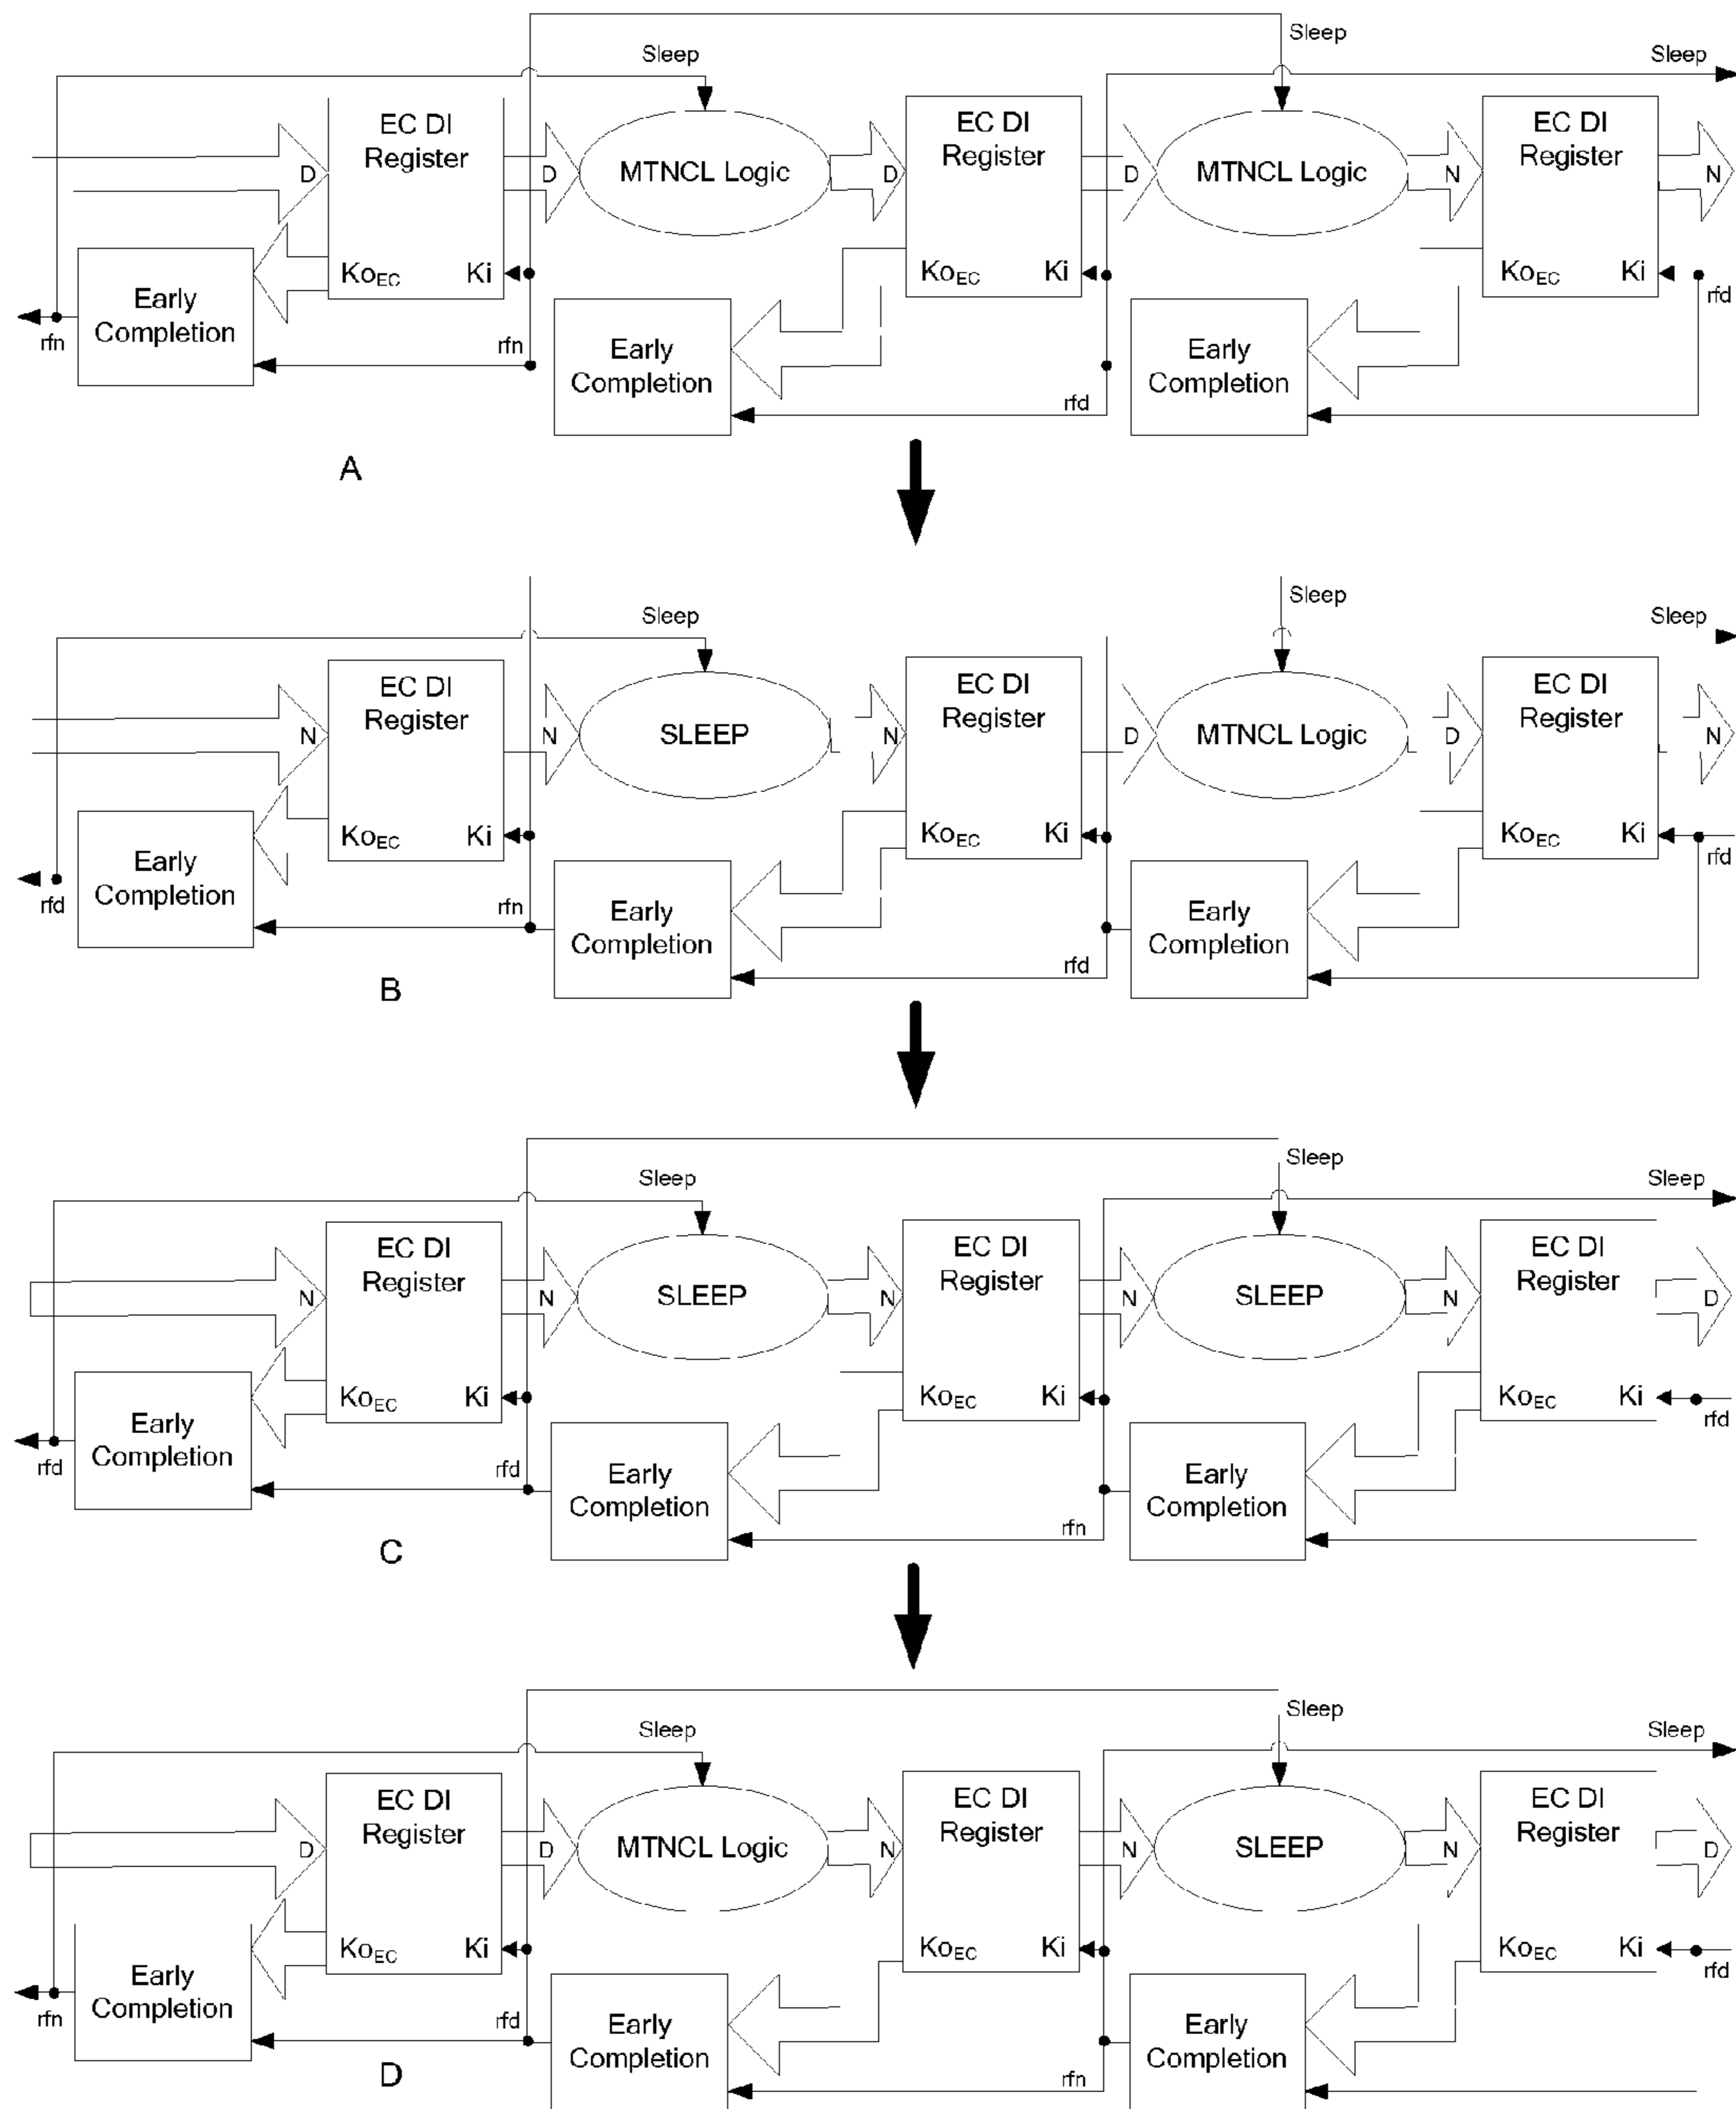 Sleep
Sleep
Sleep
EC DI
Register
EC DI
Register
EC DI
Register
D
D
MTNCL Logic
D
D
MTNCL Logic
N
N
KoEC
Ki
KoEC
Ki
KoEC
Ki
rfd
Early
Completion
rfn
rfn
Early
Completion
Early
Completion
rfd
A
Sleep
Sleep
Sleep
EC DI
Register
EC DI
Register
EC DI
Register
N
N
SLEEP
N
D
MTNCL Logic
D
N
KoEC
Ki
KoEC
Ki
KoEC
Ki
rfd
Early
Completion
rfd
rfn
Early
Completion
Early
Completion
rfd
B
Sleep
Sleep
Sleep
EC DI
Register
EC DI
Register
EC DI
Register
N
N
SLEEP
N
N
SLEEP
N
D
KoEC
Ki
KoEC
Ki
KoEC
Ki
rfd
Early
Completion
rfd
rfd
Early
Completion
Early
Completion
rfn
C
Sleep
Sleep
Sleep
EC DI
Register
EC DI
Register
EC DI
Register
D
D
MTNCL Logic
N
N
SLEEP
N
D
KoEC
Ki
KoEC
Ki
KoEC
Ki
rfd
Early
Completion
rfn
rfd
Early
Completion
Early
Completion
rfn
D